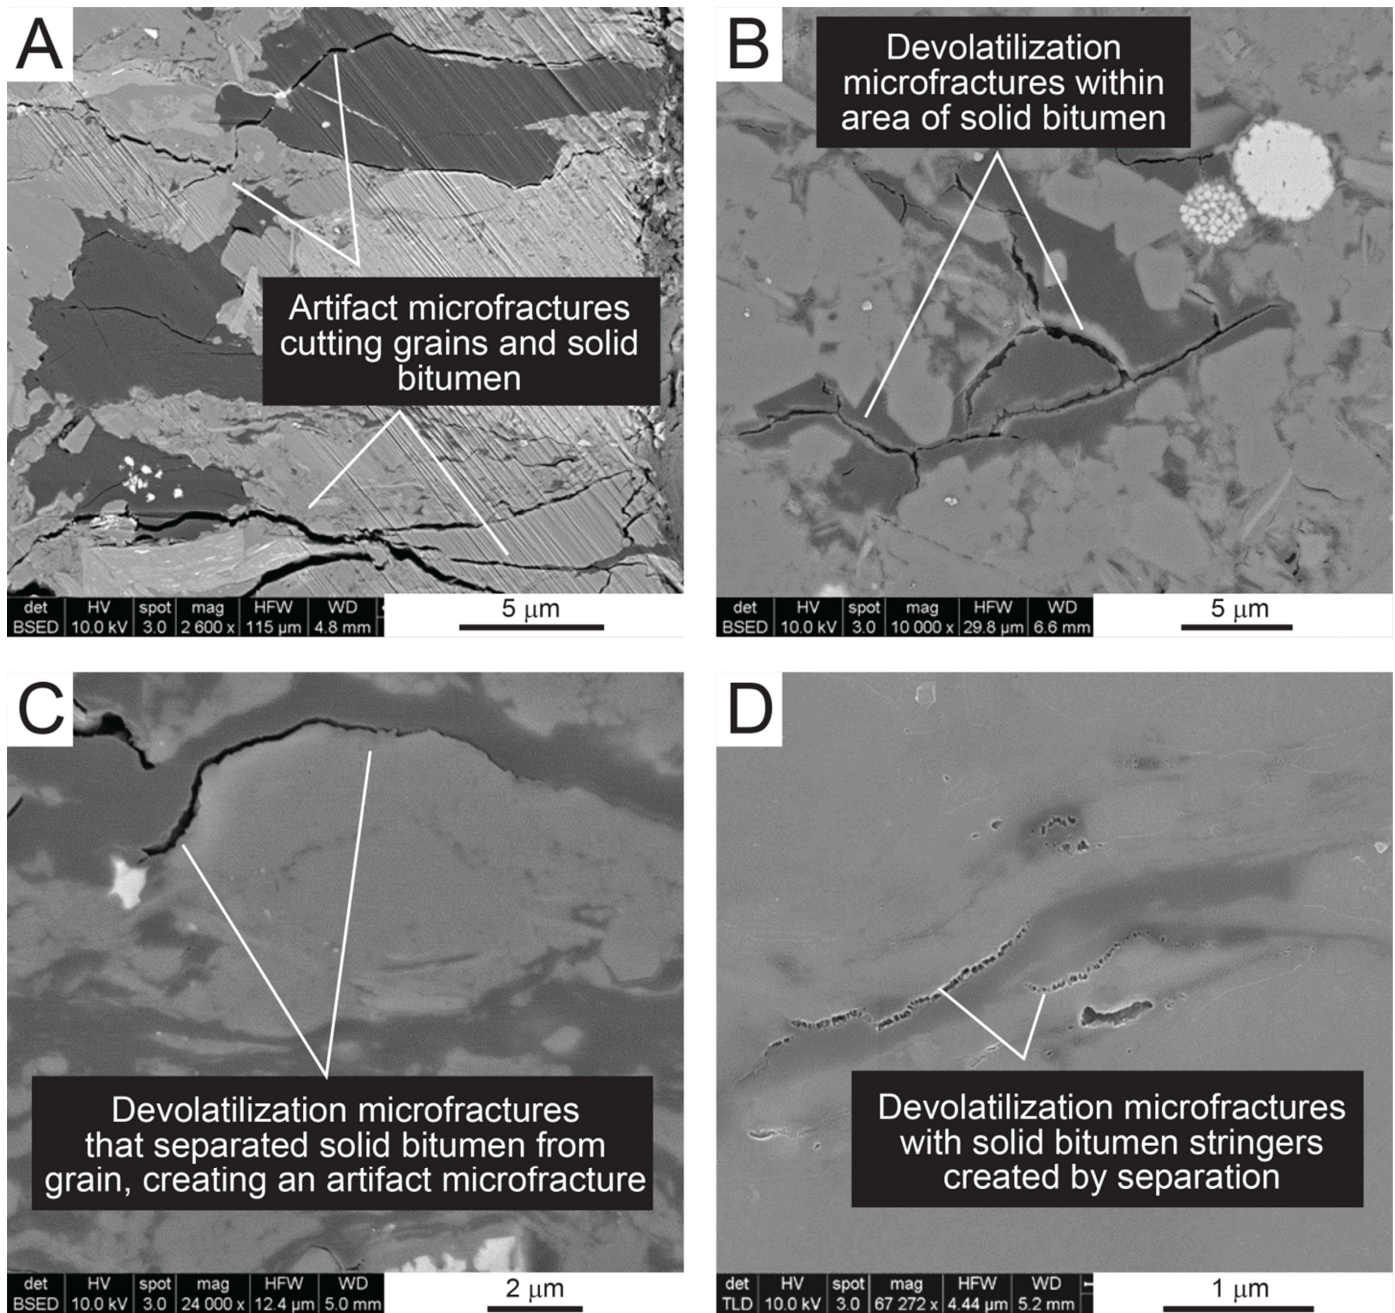 A
Artifact microfractures
cutting grains and solid
bitumen
det HV spot mag HFW WD
BSED 10.0 kV 3.0 2 600 x 115 µm 4.8 mm
5 µm
B
Devolatilization
microfractures within
area of solid bitumen
det HV spot mag HFW WD
BSED 10.0 kV 3.0 10 000 x 29.8 µm 6.6 mm
5 µm
C
Devolatilization microfractures
that separated solid bitumen from
grain, creating an artifact microfracture
det HV spot mag HFW WD
BSED 10.0 kV 3.0 24 000 x 12.4 µm 5.0 mm
2 µm
D
Devolatilization microfractures
with solid bitumen stringers
created by separation
det HV spot mag HFW WD
TLD 10.0 kV 3.0 67 272 x 4.44 µm 5.2 mm
1 µm